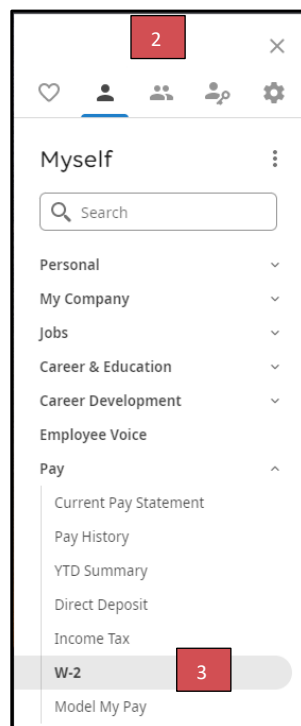 2
Myself
Search
Personal
My Company
Jobs
Career & Education
Career Development
Employee Voice
Pay
Current Pay Statement
Pay History
YTD Summary
Direct Deposit
Income Tax
W-2 3
Model My Pay